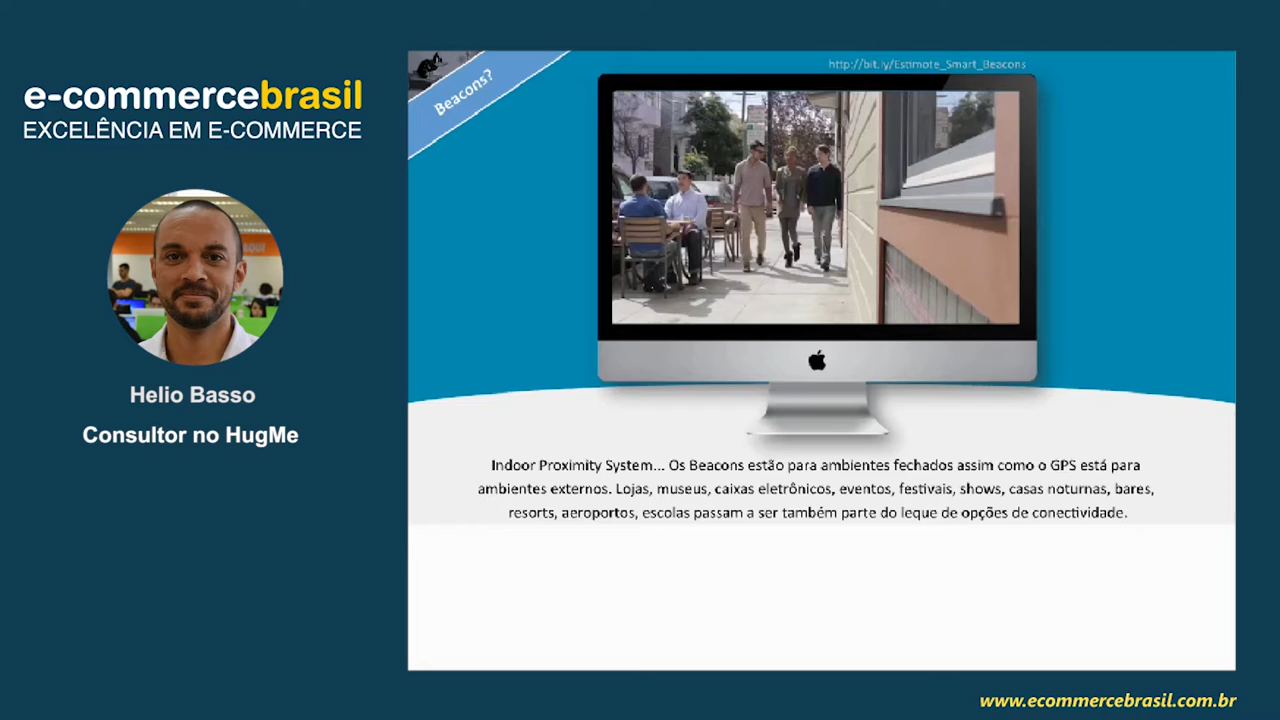 e-commercebrasil
EXCELÊNCIA EM E-COMMERCE
Helio Basso
Consultor no HugMe
Beacons?
http://bit.ly/Estimote_Smart_Beacons
Indoor Proximity System... Os Beacons estão para ambientes fechados assim como o GPS está para
ambientes externos. Lojas, museus, caixas eletrônicos, eventos, festivais, shows, casas noturnas, bares,
resorts, aeroportos, escolas passam a ser também parte do leque de opções de conectividade.
www.ecommercebrasil.com.br